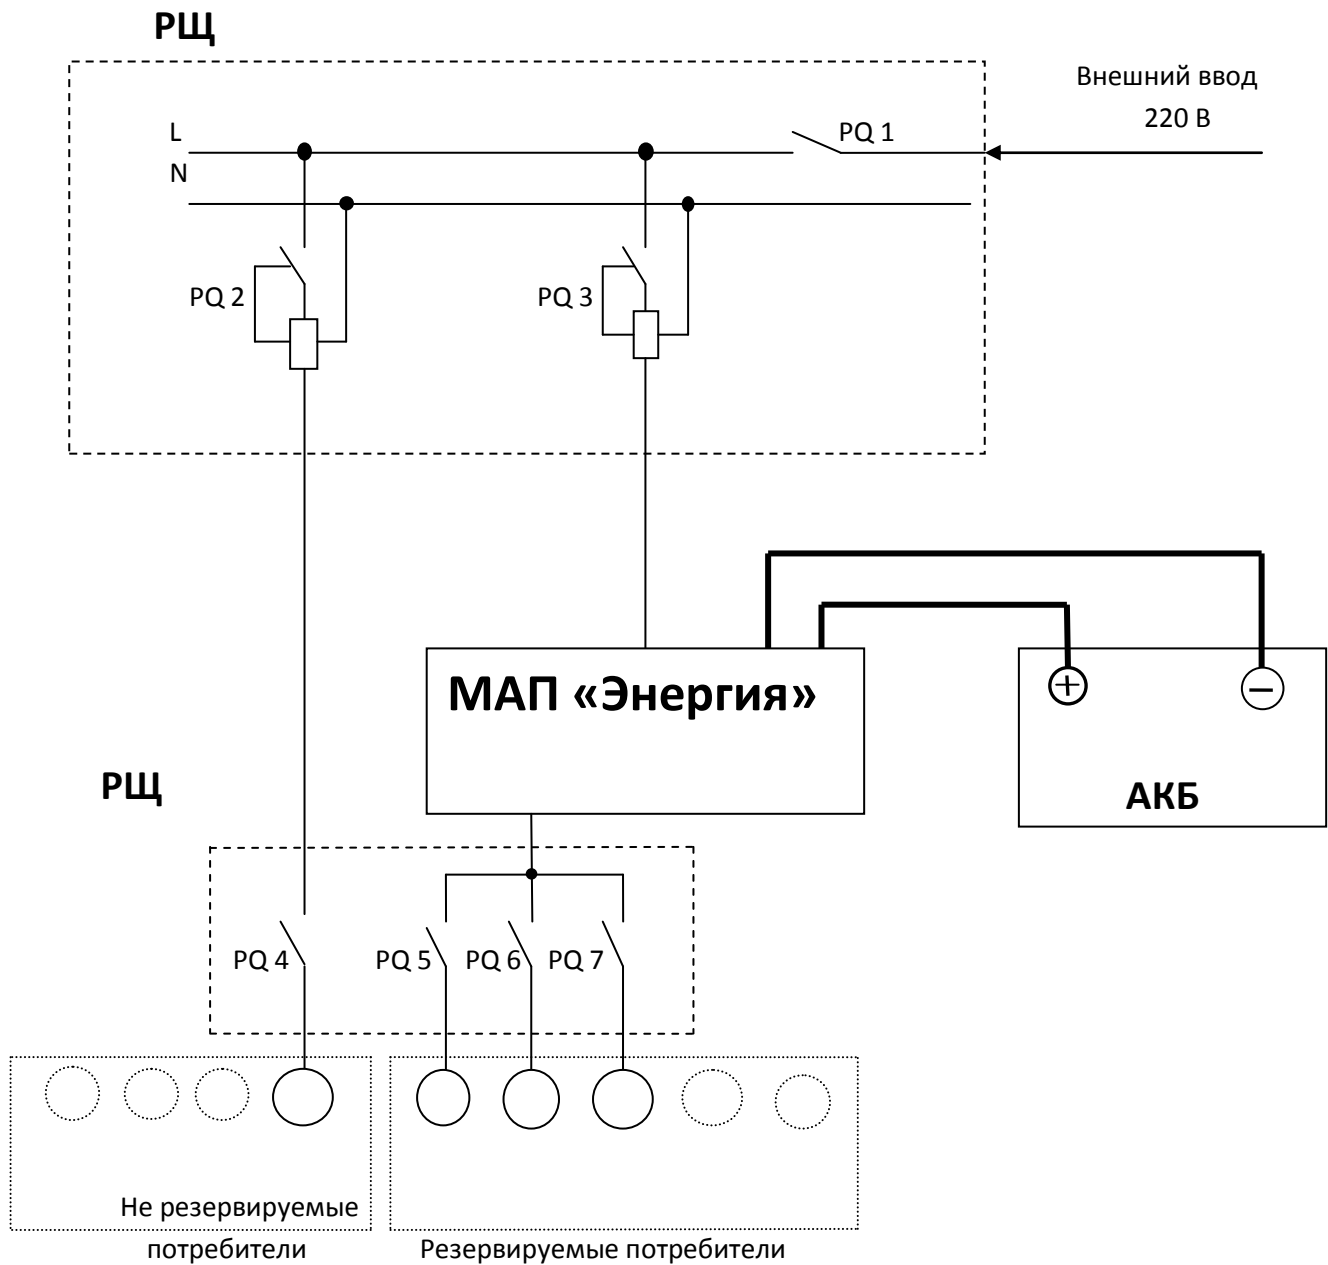 РЩ
Внешний ввод
220 В
L
PQ 1
N
PQ 2
PQ 3
МАП «Энергия»
+
−
АКБ
РЩ
PQ 4
PQ 5
PQ 6
PQ 7
Не резервируемые
потребители
Резервируемые потребители